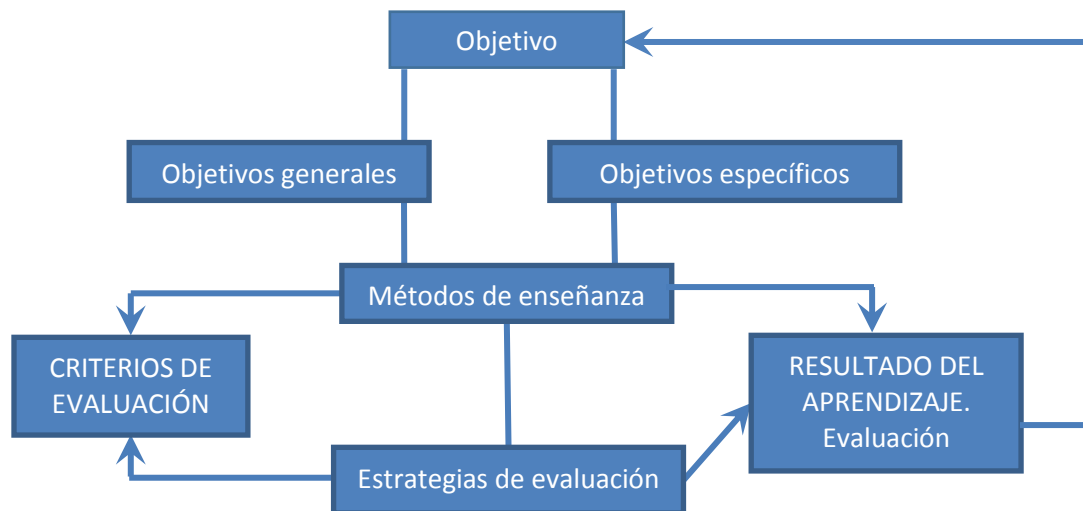 Objetivo
Objetivos generales
Objetivos específicos
Métodos de enseñanza
CRITERIOS DE
EVALUACIÓN
RESULTADO DEL
APRENDIZAJE.
Evaluación
Estrategias de evaluación